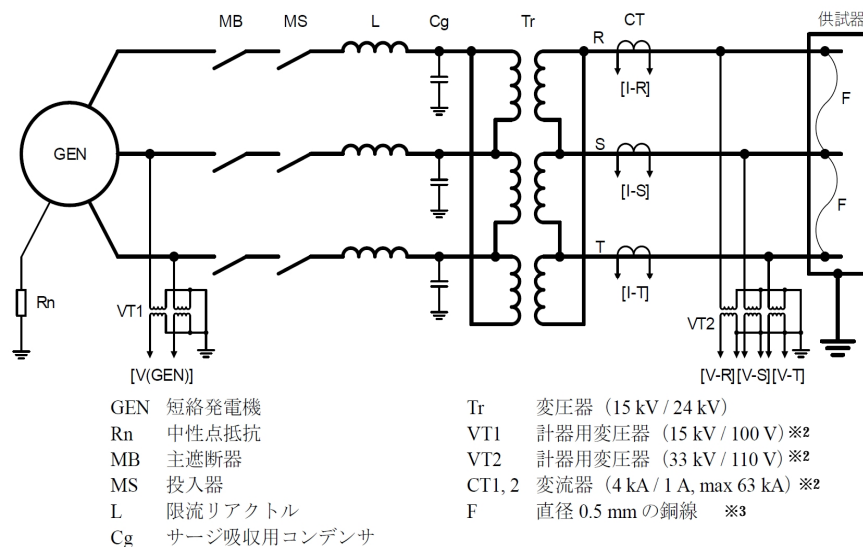 MB MS L Cg Tr CT 供試器
R
[I-R]
F
GEN
S
[I-S]
F
T
[I-T]
Rn
VT1
VT2
[V(GEN)]
[V-R][V-S][V-T]
GEN 短絡発電機
Rn 中性点抵抗
MB 主遮断器
MS 投入器
L 限流リアクトル
Cg サージ吸収用コンデンサ
Tr 変圧器（15 kV / 24 kV）
VT1 計器用変圧器（15 kV / 100 V）※2
VT2 計器用変圧器（33 kV / 110 V）※2
CT1, 2 変流器（4 kA / 1 A, max 63 kA）※2
F 直径 0.5 mm の銅線 ※3